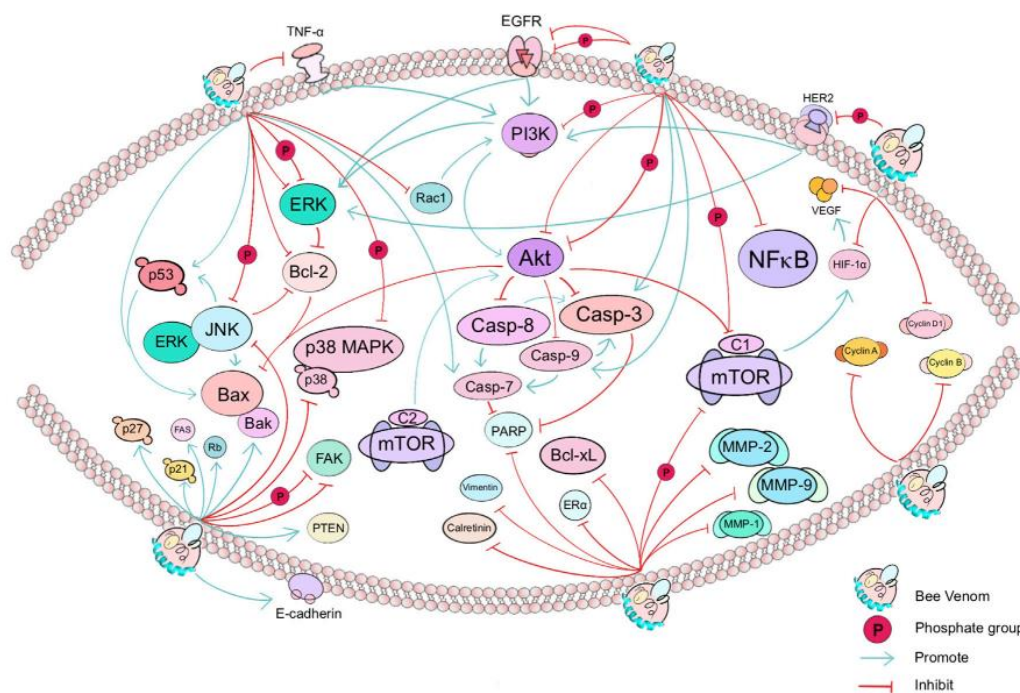 TNF-α
EGFR
P
HER2
P
P
PI3K
P
P
ERK
Rac1
P
VEGF
P
NFκB
HIF-1α
p53
P
P
Bcl-2
Akt
ERK
JNK
Casp-8
Casp-3
Cyclin D1
p38 MAPK
p38
Casp-9
C1
mTOR
Cyclin A
Cyclin B
Bax
Bak
Casp-7
C2
mTOR
PARP
p27
FAS
Rb
p21
FAK
Bcl-xL
MMP-2
P
P
Vimentin
ERα
MMP-9
PTEN
Calretinin
MMP-1
E-cadherin
Bee Venom
P
Phosphate group
Promote
Inhibit